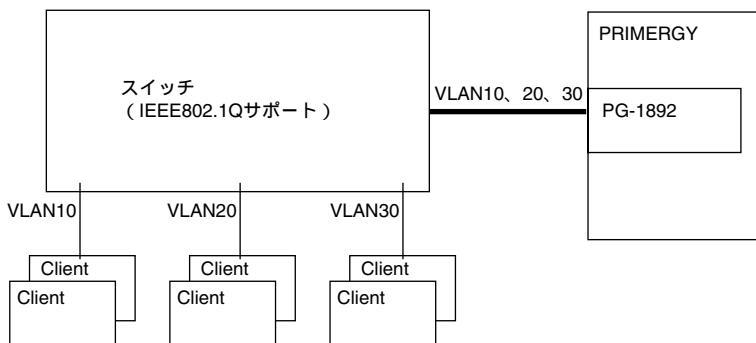 PRIMERGY
スイッチ
(IEEE802.1Qサポート)
VLAN10、20、30
PG-1892
VLAN10
VLAN20
VLAN30
Client
Client
Client
Client
Client
Client